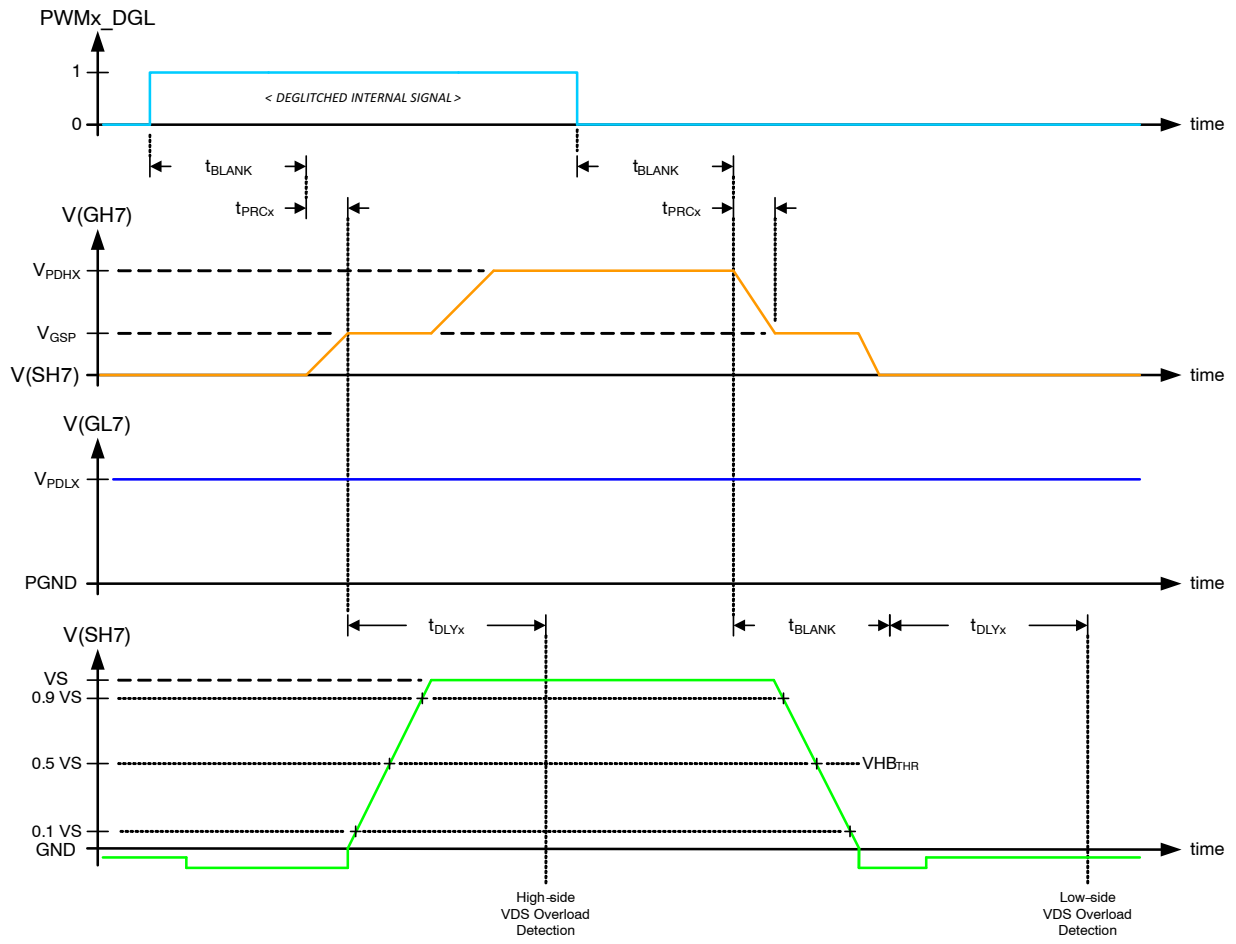 PWMx_DGL
1
< DEGLITCHED INTERNAL SIGNAL >
0
time
tBLANK
tBLANK
tPRCx
tPRCx
V(GH7)
VPDHX
VGSP
V(SH7)
time
V(GL7)
VPDLX
PGND
time
tDLYx
tBLANK
tDLYx
V(SH7)
VS
0.9 VS
0.5 VS
VHBTHR
0.1 VS
GND
time
High-side
VDS Overload
Detection
Low-side
VDS Overload
Detection